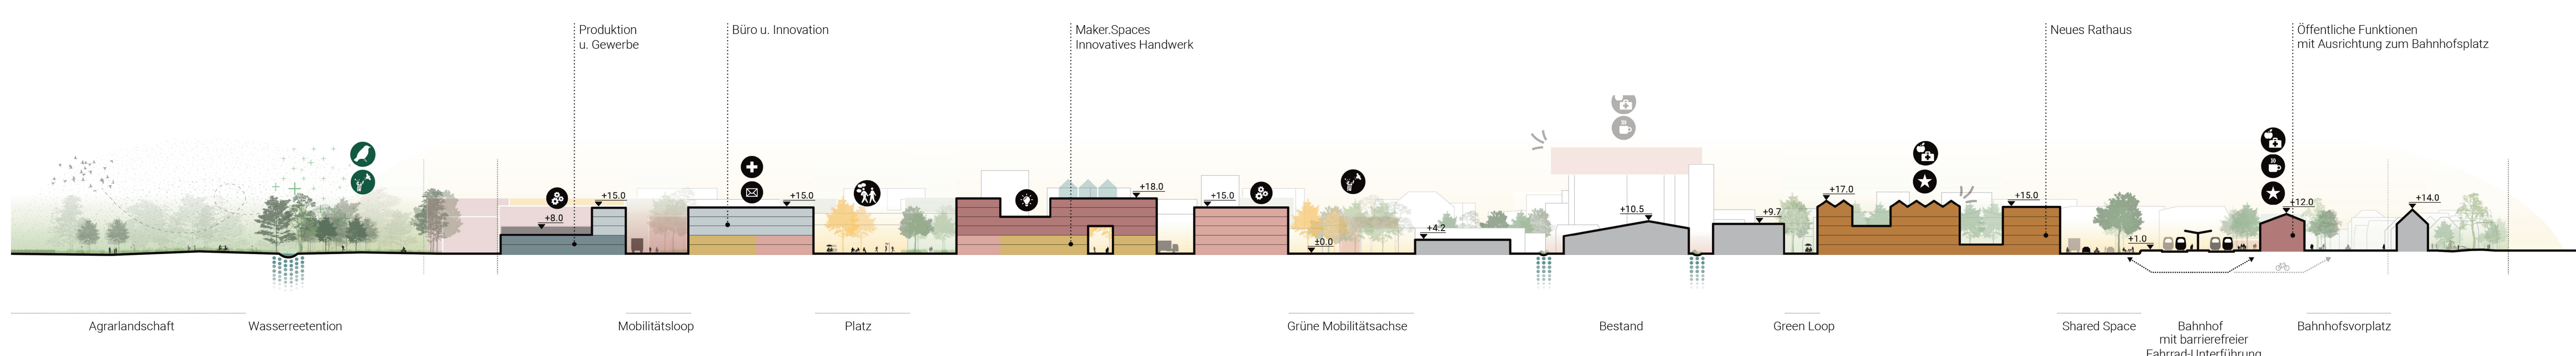 Produktion
u. Gewerbe
Büro u. Innovation
Maker.Spaces
Innovatives Handwerk
Neues Rathaus
Öffentliche Funktionen
mit Ausrichtung zum Bahnhofsplatz
+8.0
+15.0
+15.0
+18.0
+15.0
±0.0
+4.2
+10.5
+9.7
+17.0
+15.0
+1.0
+12.0
+14.0
Agrarlandschaft
Wasserreetention
Mobilitätsloop
Platz
Grüne Mobilitätsachse
Bestand
Green Loop
Shared Space
Bahnhof
mit barrierefreier
Fahrrad-Unterführung
Bahnhofsvorplatz